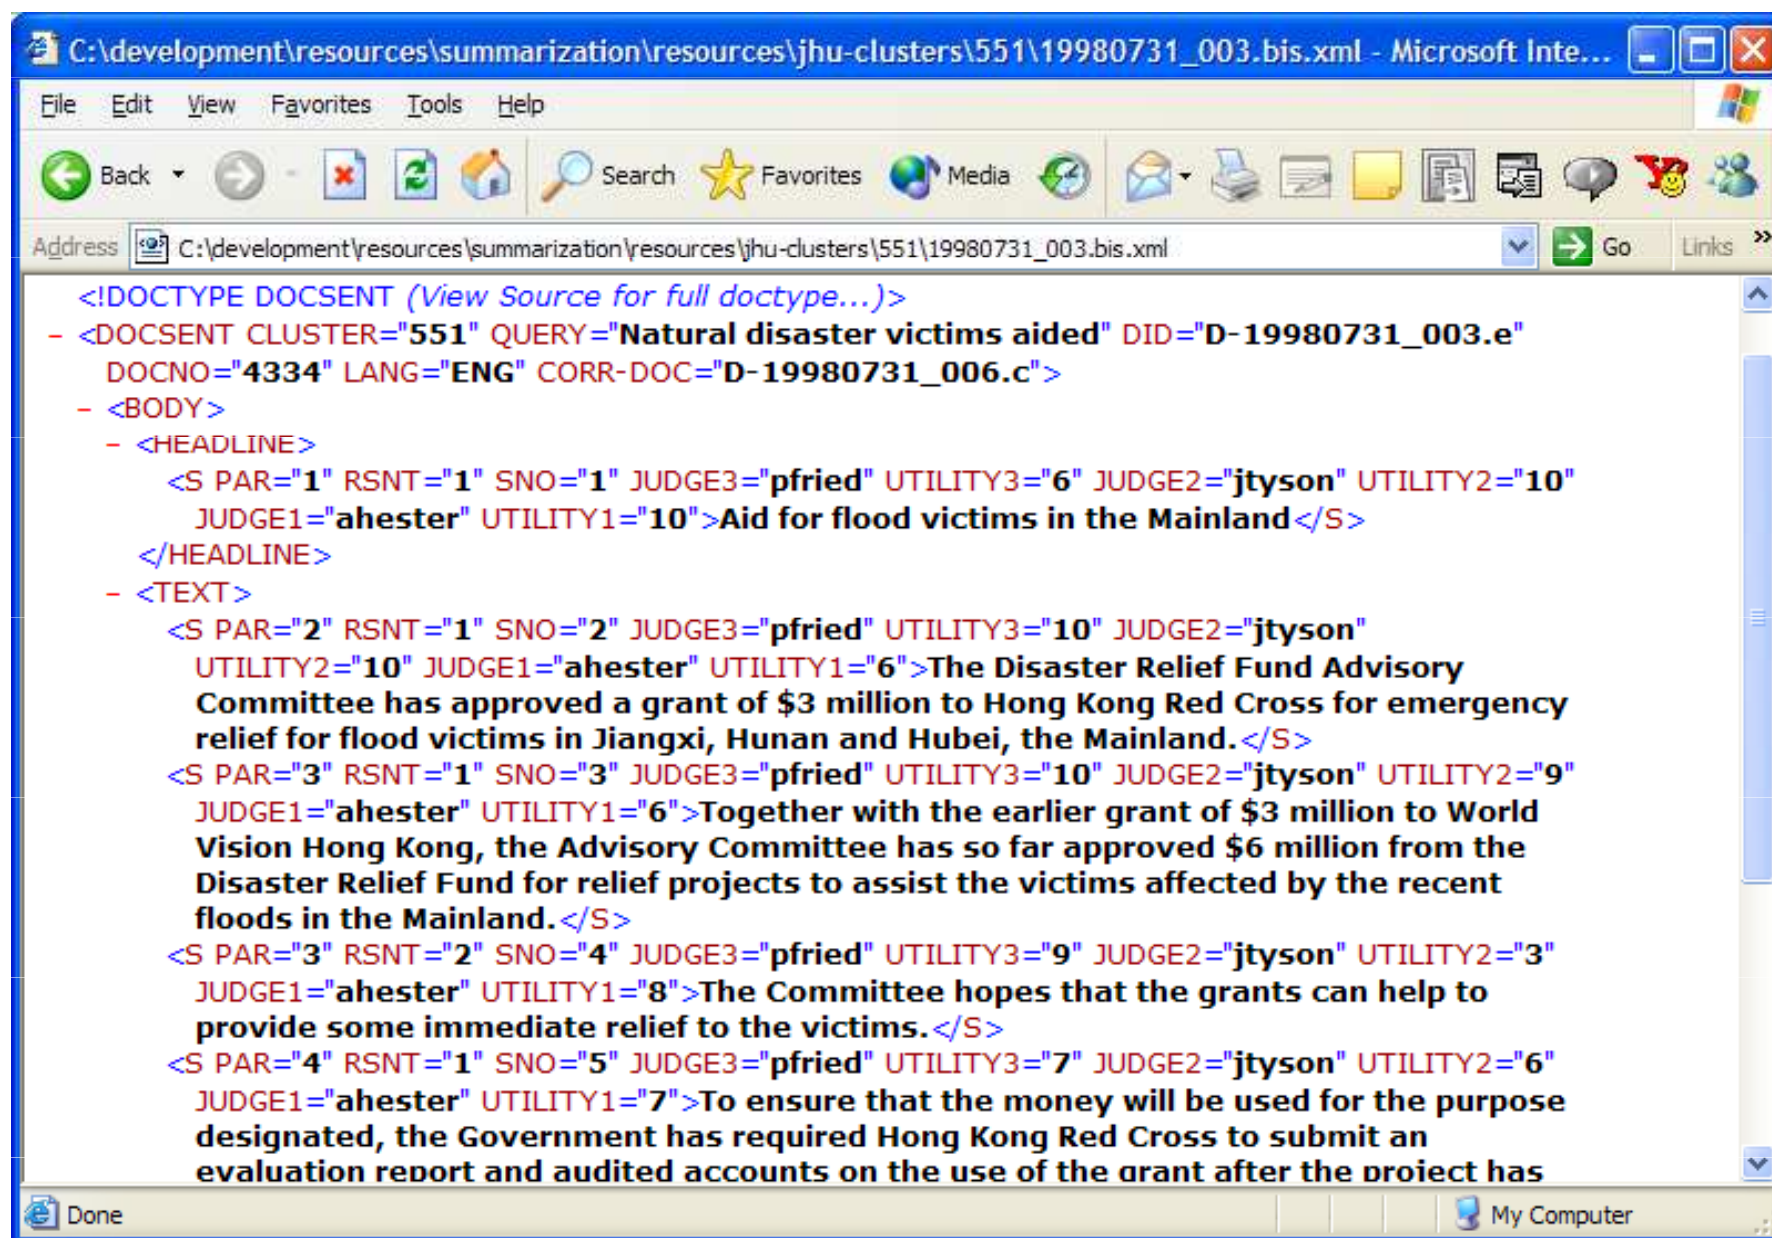 C:\development\resources\summarization\resources\jhu-clusters\551\19980731_003.bis.xml - Microsoft Inte...
File Edit View Favorites Tools Help
Back Search Favorites Media
Address C:\development\resources\summarization\resources\jhu-clusters\551\19980731_003.bis.xml Go Links »
<!DOCTYPE DOCSENT (View Source for full doctype...)>
- <DOCSENT CLUSTER="551" QUERY="Natural disaster victims aided" DID="D-19980731_003.e"
DOCNO="4334" LANG="ENG" CORR-DOC="D-19980731_006.c">
- <BODY>
- <HEADLINE>
<S PAR="1" RSNT="1" SNO="1" JUDGE3="pfried" UTILITY3="6" JUDGE2="jtyson" UTILITY2="10"
JUDGE1="ahester" UTILITY1="10">Aid for flood victims in the Mainland</S>
</HEADLINE>
- <TEXT>
<S PAR="2" RSNT="1" SNO="2" JUDGE3="pfried" UTILITY3="10" JUDGE2="jtyson"
UTILITY2="10" JUDGE1="ahester" UTILITY1="6">The Disaster Relief Fund Advisory
Committee has approved a grant of $3 million to Hong Kong Red Cross for emergency
relief for flood victims in Jiangxi, Hunan and Hubei, the Mainland.</S>
<S PAR="3" RSNT="1" SNO="3" JUDGE3="pfried" UTILITY3="10" JUDGE2="jtyson" UTILITY2="9"
JUDGE1="ahester" UTILITY1="6">Together with the earlier grant of $3 million to World
Vision Hong Kong, the Advisory Committee has so far approved $6 million from the
Disaster Relief Fund for relief projects to assist the victims affected by the recent
floods in the Mainland.</S>
<S PAR="3" RSNT="2" SNO="4" JUDGE3="pfried" UTILITY3="9" JUDGE2="jtyson" UTILITY2="3"
JUDGE1="ahester" UTILITY1="8">The Committee hopes that the grants can help to
provide some immediate relief to the victims.</S>
<S PAR="4" RSNT="1" SNO="5" JUDGE3="pfried" UTILITY3="7" JUDGE2="jtyson" UTILITY2="6"
JUDGE1="ahester" UTILITY1="7">To ensure that the money will be used for the purpose
designated, the Government has required Hong Kong Red Cross to submit an
evaluation report and audited accounts on the use of the grant after the project has
Done My Computer